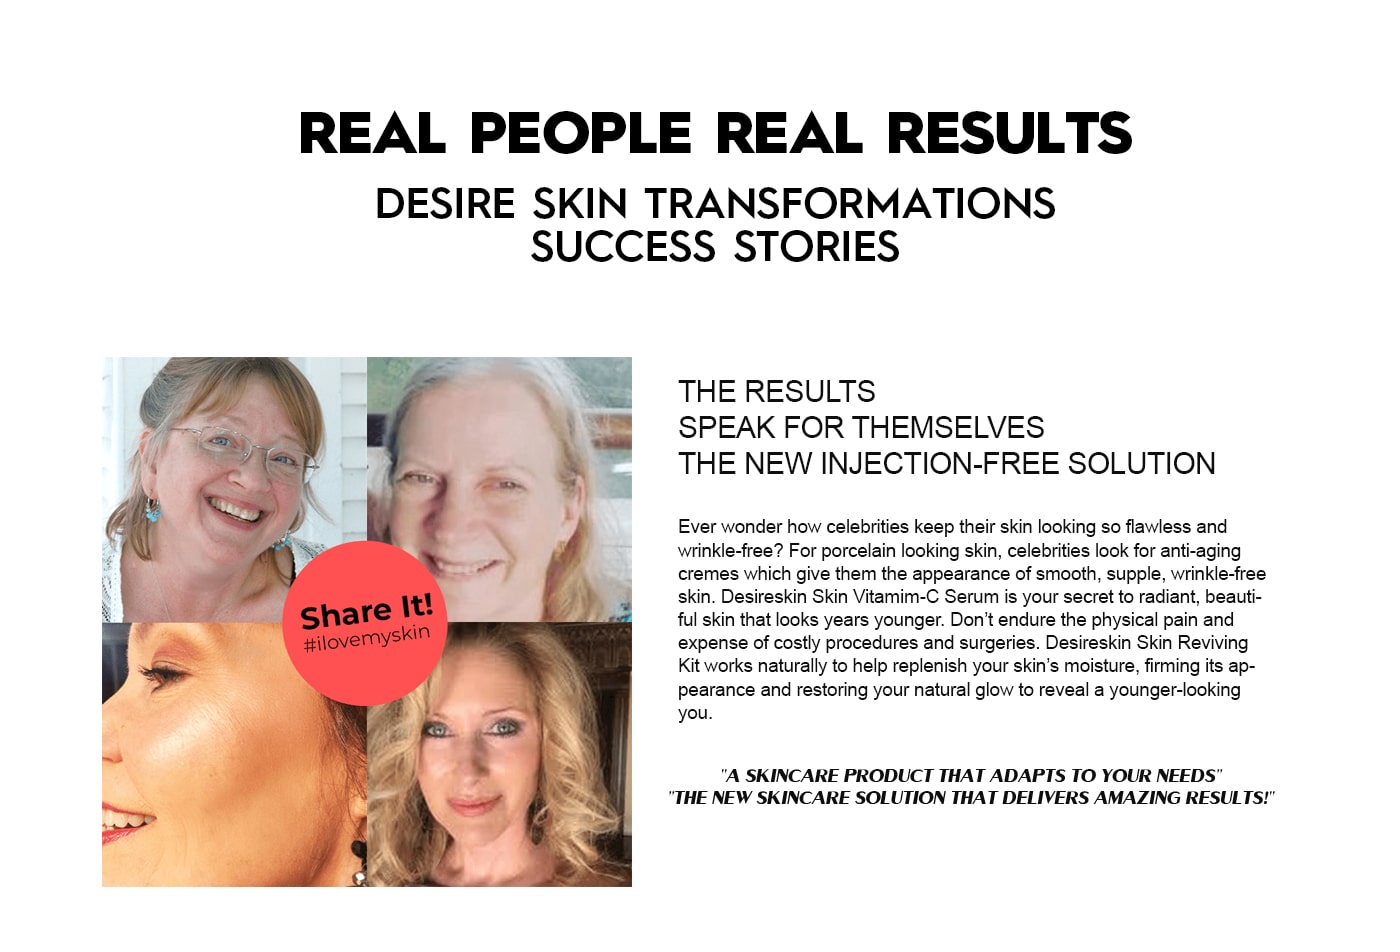 REAL PEOPLE REAL RESULTS
DESIRE SKIN TRANSFORMATIONS
SUCCESS STORIES
Share It!
#ilovemyskin
THE RESULTS
SPEAK FOR THEMSELVES
THE NEW INJECTION-FREE SOLUTION
Ever wonder how celebrities keep their skin looking so flawless and
wrinkle-free? For porcelain looking skin, celebrities look for anti-aging
cremes which give them the appearance of smooth, supple, wrinkle-free
skin. Desireskin Skin Vitamim-C Serum is your secret to radiant, beauti-
ful skin that looks years younger. Don’t endure the physical pain and
expense of costly procedures and surgeries. Desireskin Skin Reviving
Kit works naturally to help replenish your skin’s moisture, firming its ap-
pearance and restoring your natural glow to reveal a younger-looking
you.
"A SKINCARE PRODUCT THAT ADAPTS TO YOUR NEEDS"
"THE NEW SKINCARE SOLUTION THAT DELIVERS AMAZING RESULTS!"